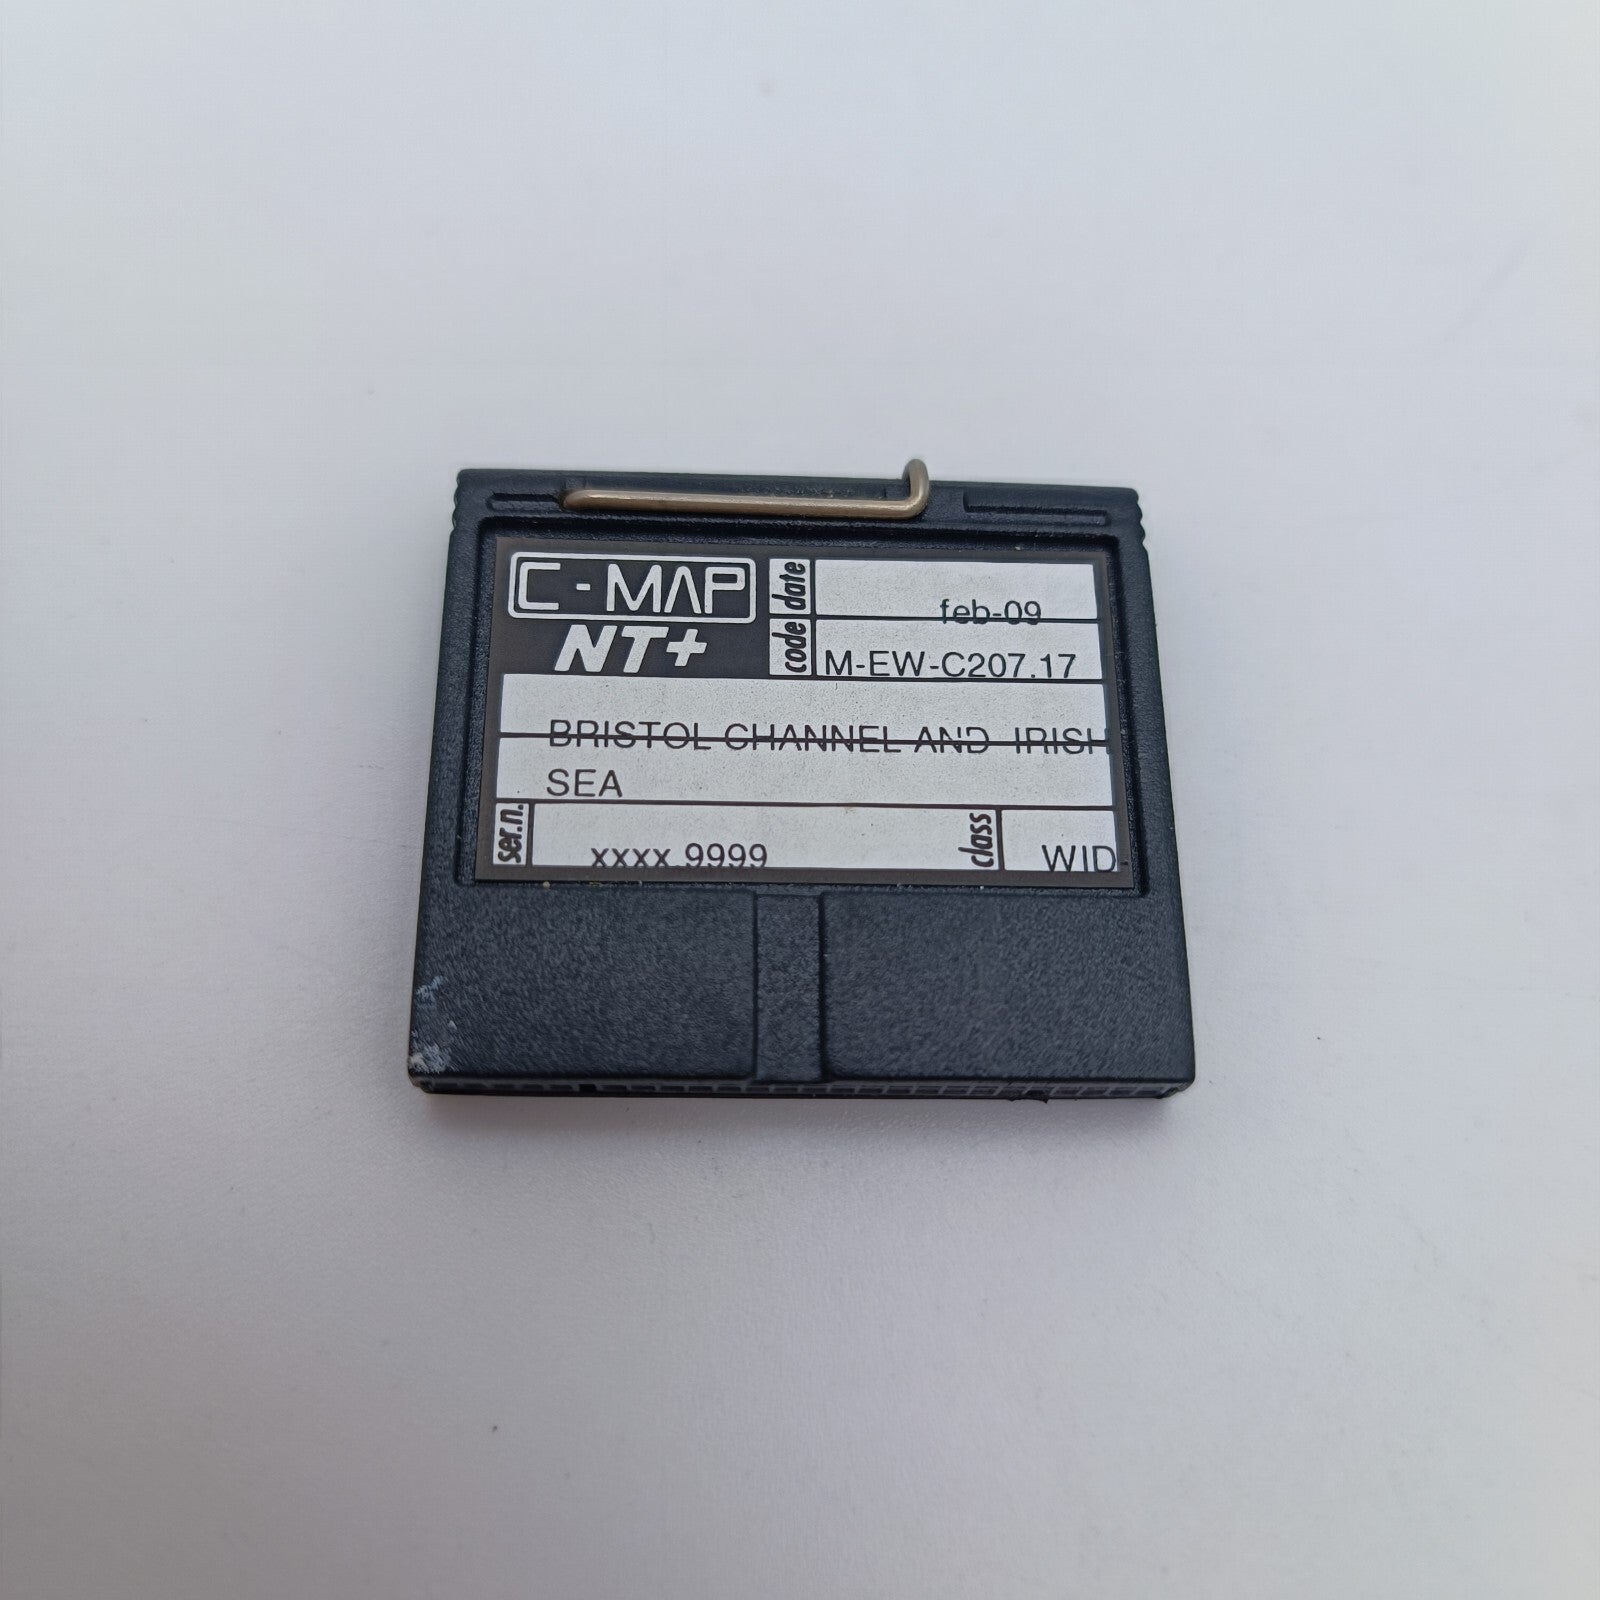 C-MAP
NT+
date feb-09
code M-EW-C207.17
BRISTOL CHANNEL AND IRISH
SEA
ser.n. xxxx.9999 class WID